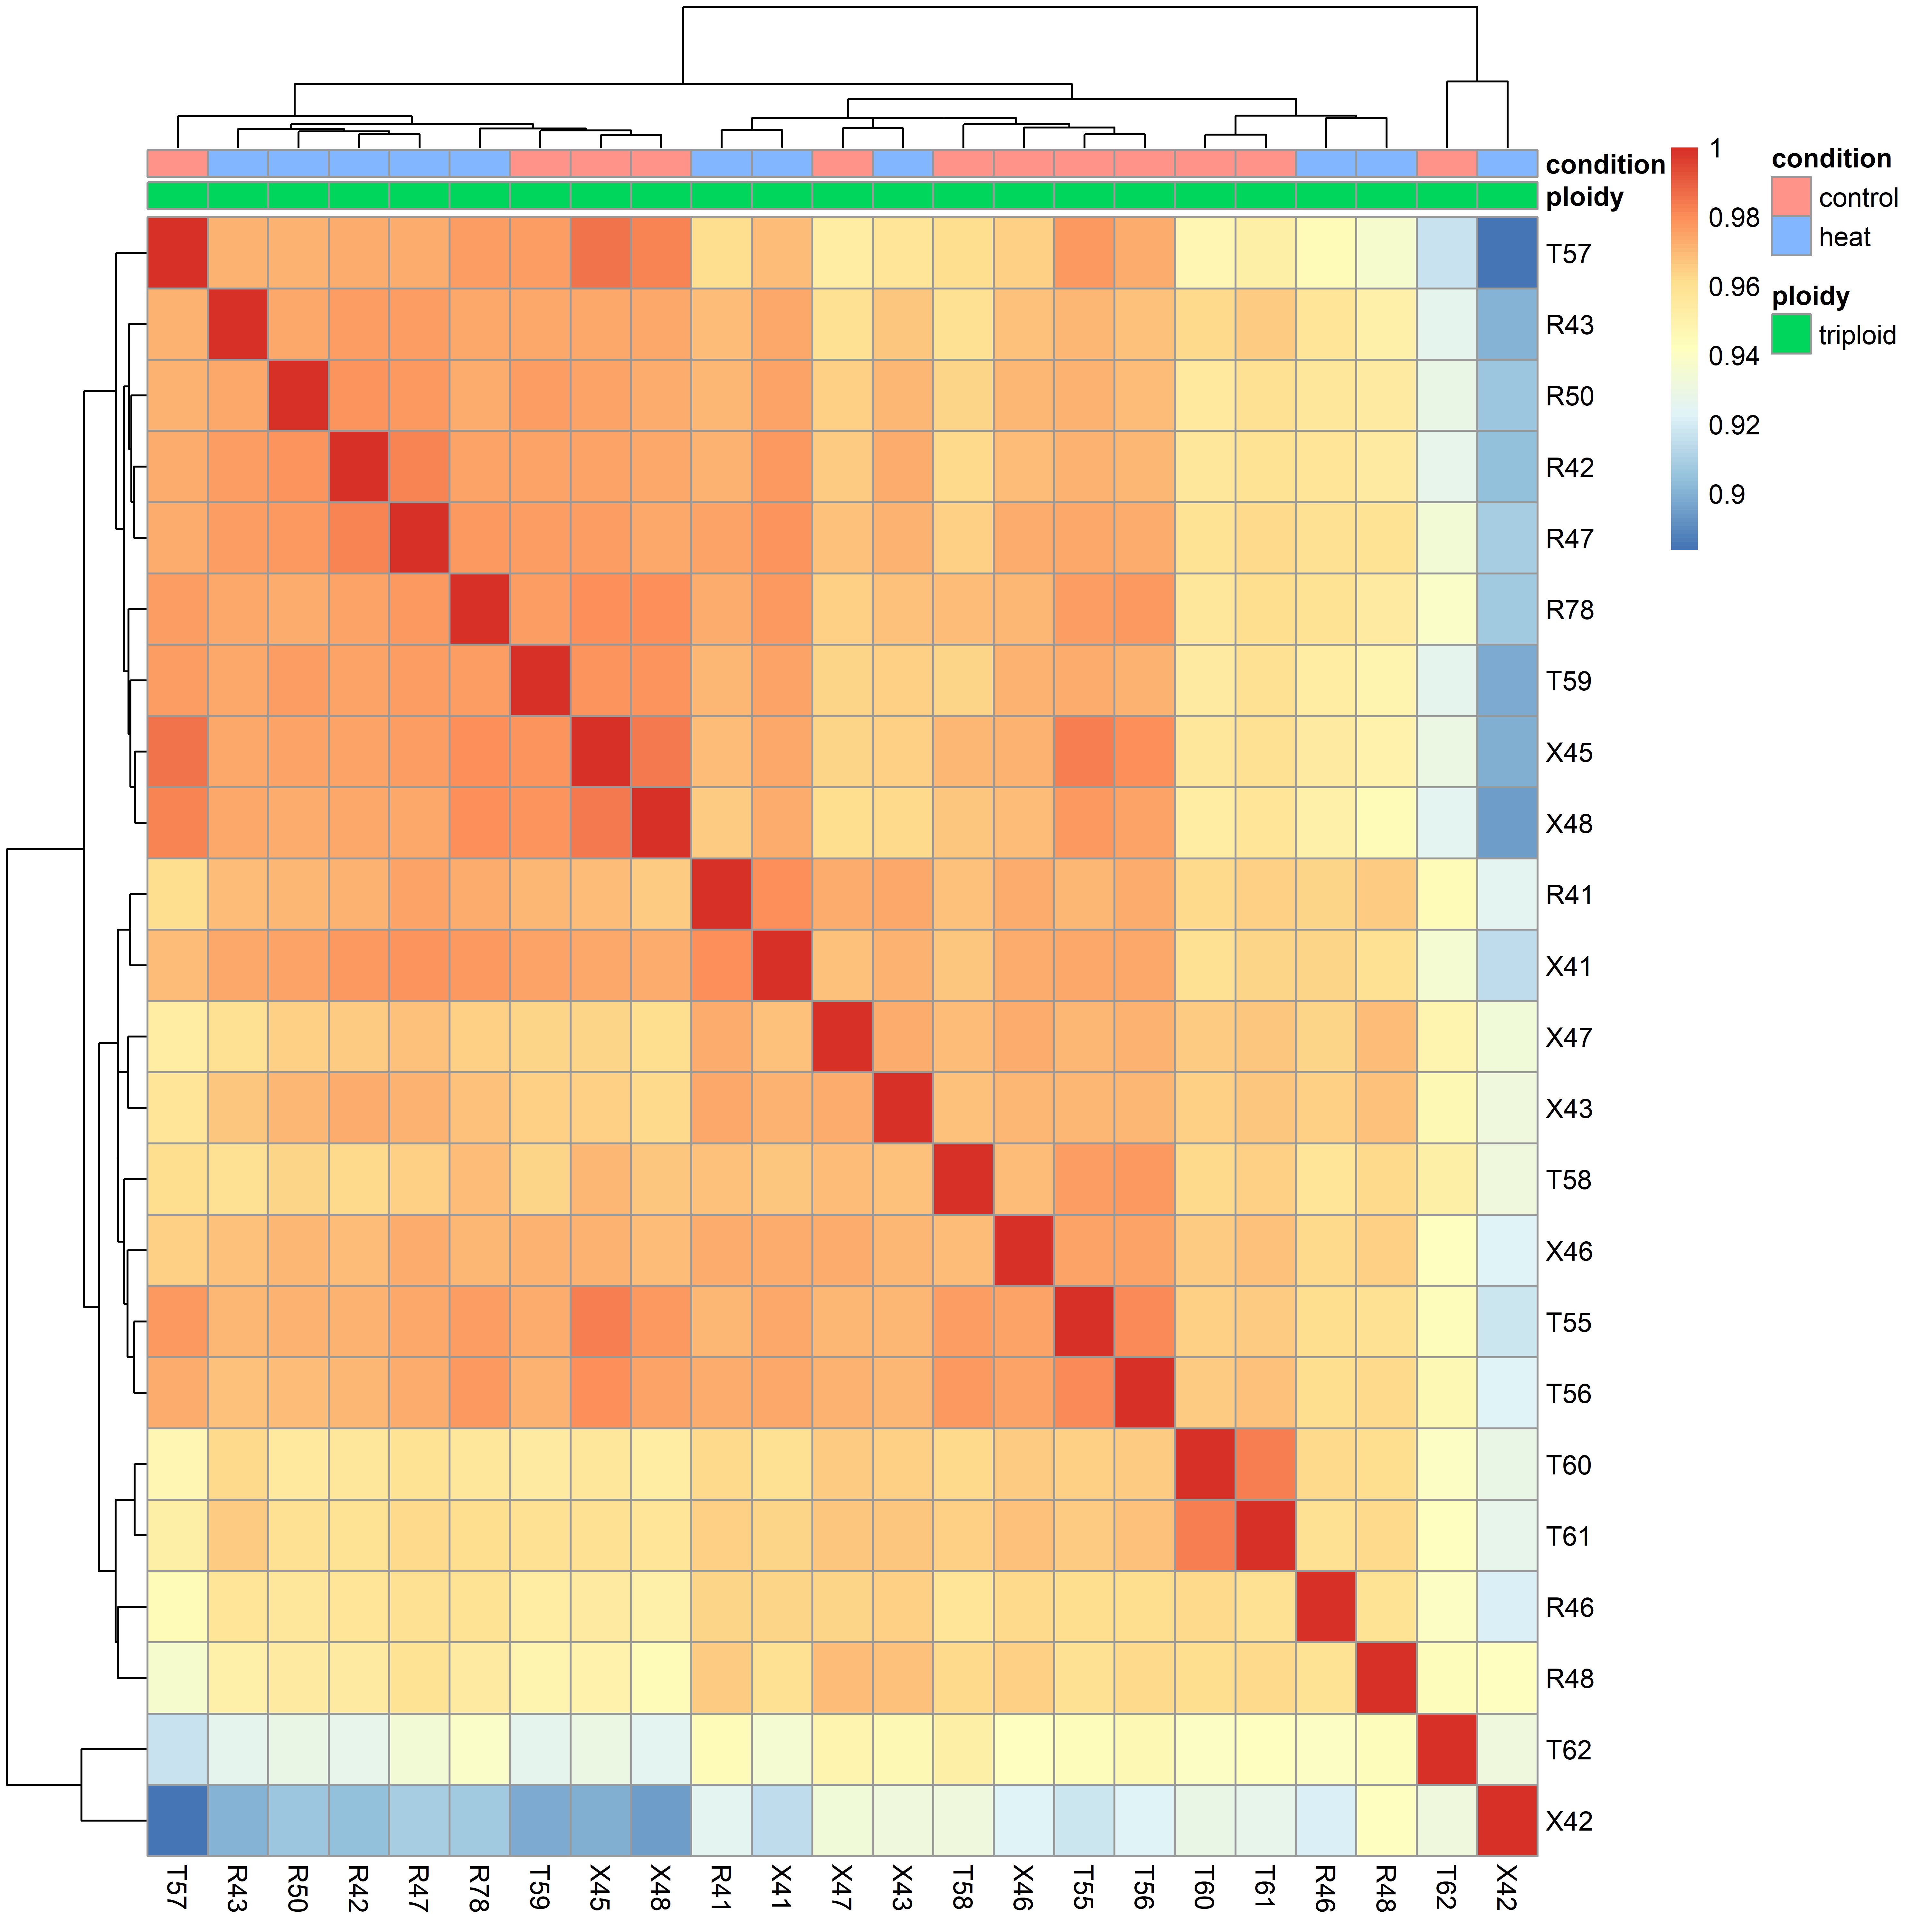 condition
ploidy
1
0.98
0.96
0.94
0.92
0.9
condition
control
heat
ploidy
triploid
T57
R43
R50
R42
R47
R78
T59
X45
X48
R41
X41
X47
X43
T58
X46
T55
T56
T60
T61
R46
R48
T62
X42
T57 R43 R50 R42 R47 R78 T59 X45 X48 R41 X41 X47 X43 T58 X46 T55 T56 T60 T61 R46 R48 T62 X42